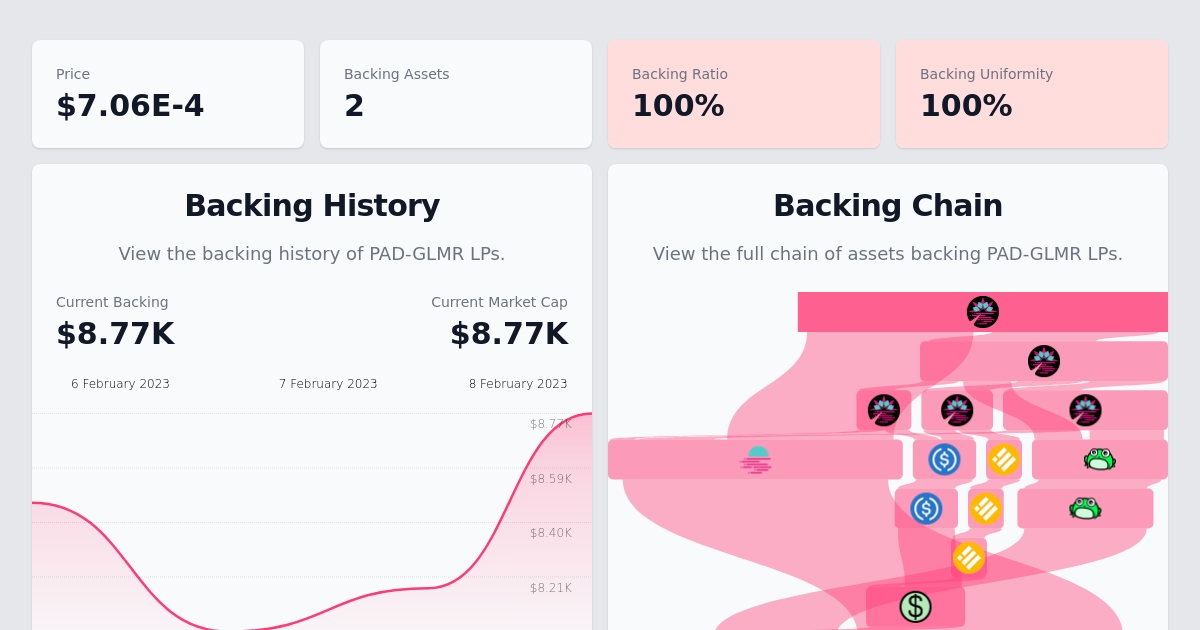 Price
$7.06E-4
Backing Assets
2
Backing Ratio
100%
Backing Uniformity
100%
Backing History
View the backing history of PAD-GLMR LPs.
Current Backing
$8.77K
Current Market Cap
$8.77K
6 February 2023
7 February 2023
8 February 2023
$8.77K
$8.59K
$8.40K
$8.21K
Backing Chain
View the full chain of assets backing PAD-GLMR LPs.